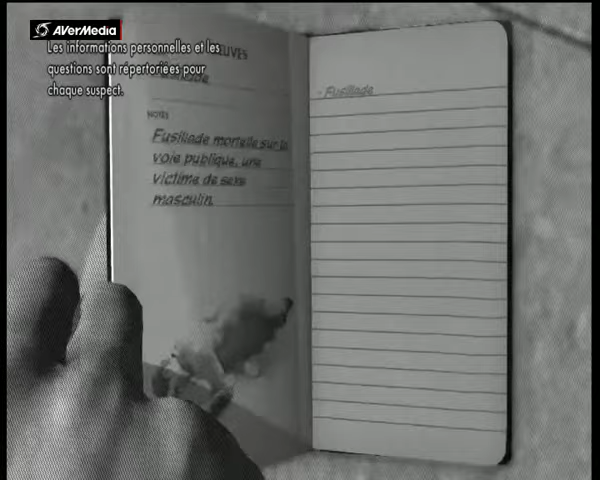 AVerMedia
Les informations personnelles et les
questions sont répertoriées pour
chaque suspect.
NOTES
Fusillade mortelle sur la
voie publique, une
victime de sexe
masculin.
- Fusillade